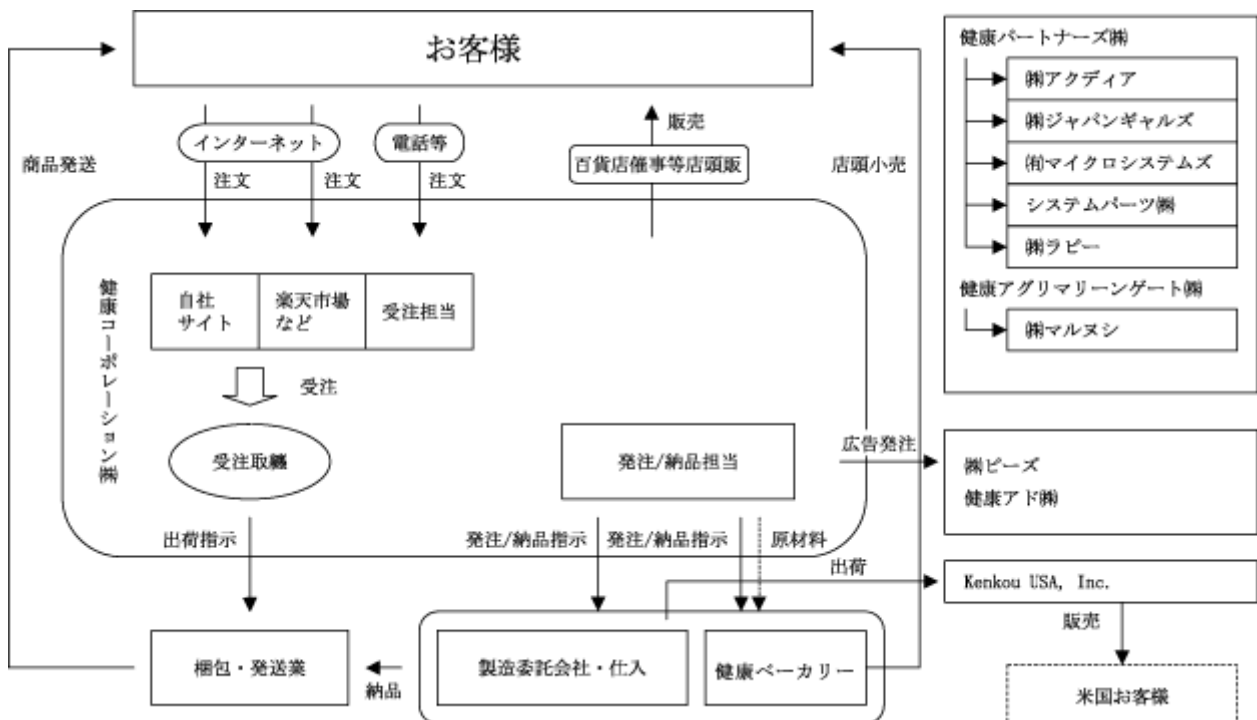 お客様
インターネット
電話等
販売
百貨店催事等店頭販
商品発送
注文
注文
注文
店頭小売
健康コーポレーション㈱
自社
サイト
楽天市場
など
受注担当
受注
受注取継
発注/納品担当
広告発注
出荷指示
発注/納品指示
発注/納品指示
原材料
出荷
梱包・発送業
納品
製造委託会社・仕入
健康ベーカリー
健康パートナーズ㈱
㈱アクディア
㈱ジャパンギャルズ
㈲マイクロシステムズ
システムパーツ㈱
㈱ラピー
健康アグリマリーンゲート㈱
㈱マルヌシ
㈱ビーズ
健康アド㈱
Kenkou USA, Inc.
販売
米国お客様